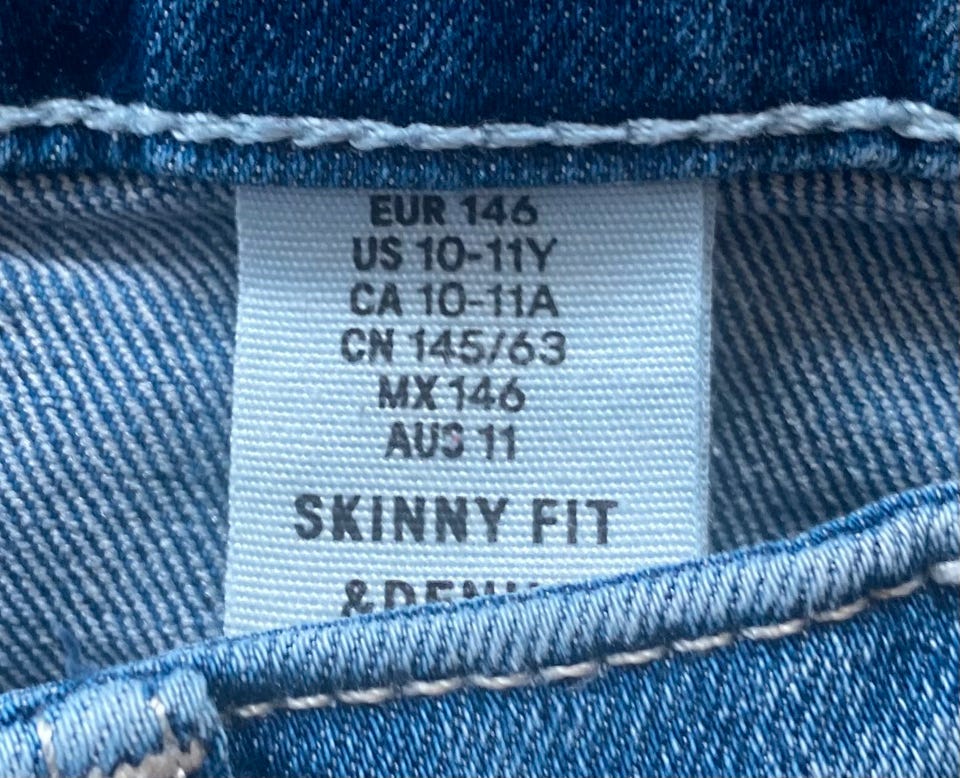 EUR 146
US 10-11Y
CA 10-11A
CN 145/63
MX 146
AUS 11
SKINNY FIT